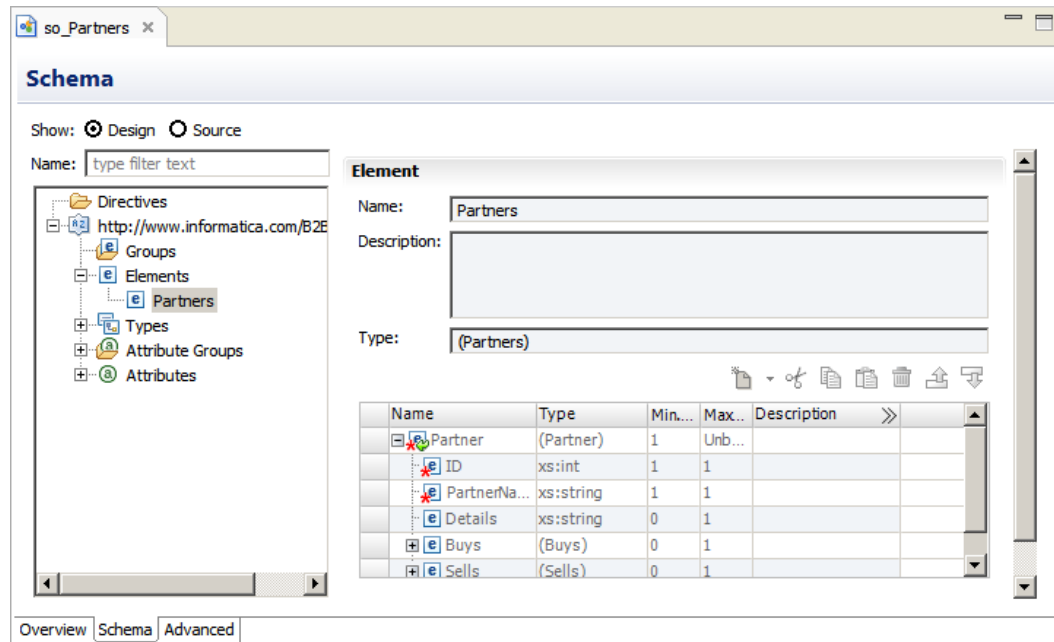 so_Partners
Schema
Show: Design Source
Name: type filter text
Directives
http://www.informatica.com/B2B
Groups
Elements
Partners
Types
Attribute Groups
Attributes
Element
Name: Partners
Description:
Type: (Partners)
Name Type Min... Max... Description
Partner (Partner) 1 Unb...
ID xs:int 1 1
PartnerNa... xs:string 1 1
Details xs:string 0 1
Buys (Buys) 0 1
Sells (Sells) 0 1
Overview Schema Advanced